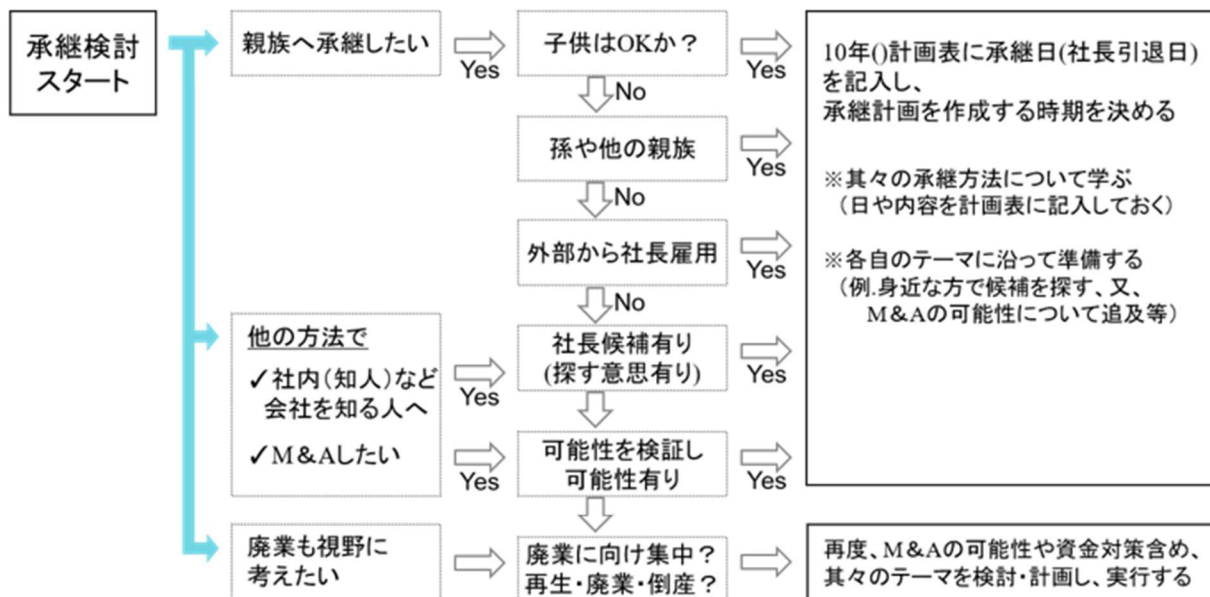 承継検討
スタート
親族へ承継したい
Yes
子供はOKか？
Yes
No
孫や他の親族
Yes
No
外部から社長雇用
Yes
No
他の方法で
✓社内（知人）など
会社を知る人へ
✓M&Aしたい
Yes
社長候補有り
(探す意思有り)
Yes
Yes
可能性を検証し
可能性有り
Yes
10年()計画表に承継日(社長引退日)
を記入し、
承継計画を作成する時期を決める
※其々の承継方法について学ぶ
（日や内容を計画表に記入しておく）
※各自のテーマに沿って準備する
（例.身近な方で候補を探す、又、
M&Aの可能性について追及等）
廃業も視野に
考えたい
廃業に向け集中？
再生・廃業・倒産？
再度、M&Aの可能性や資金対策含め、
其々のテーマを検討・計画し、実行する